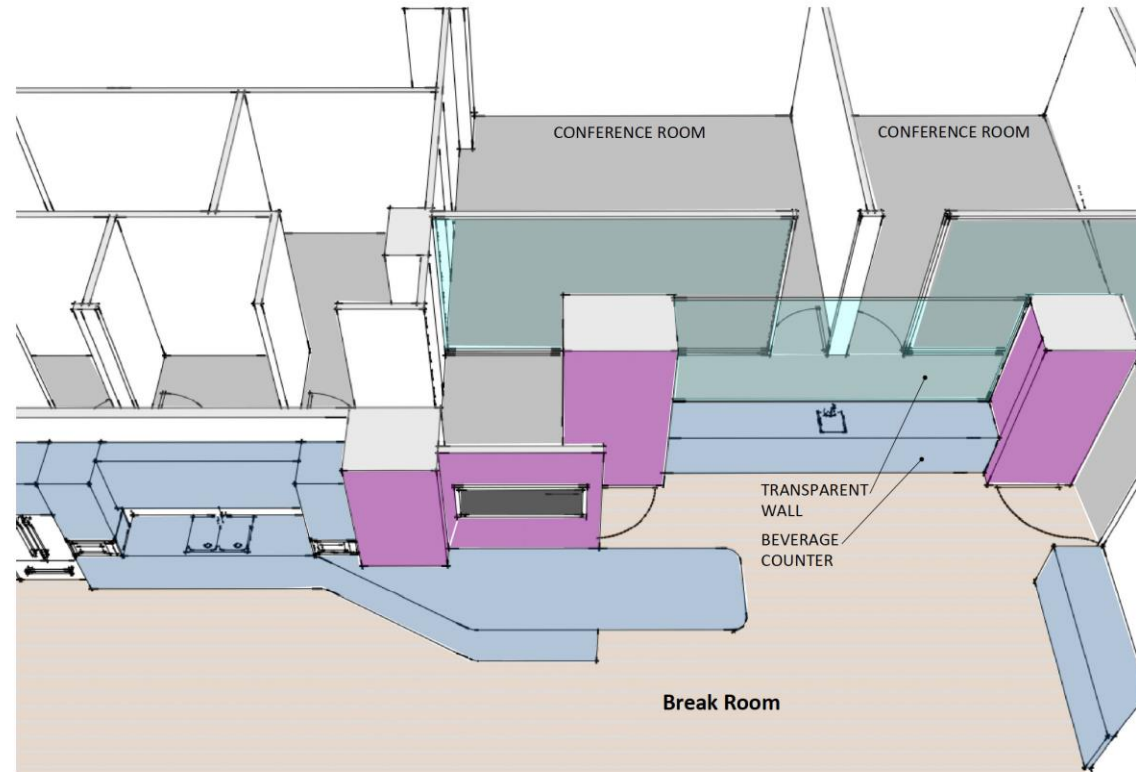 CONFERENCE ROOM
CONFERENCE ROOM
TRANSPARENT
WALL
BEVERAGE
COUNTER
Break Room